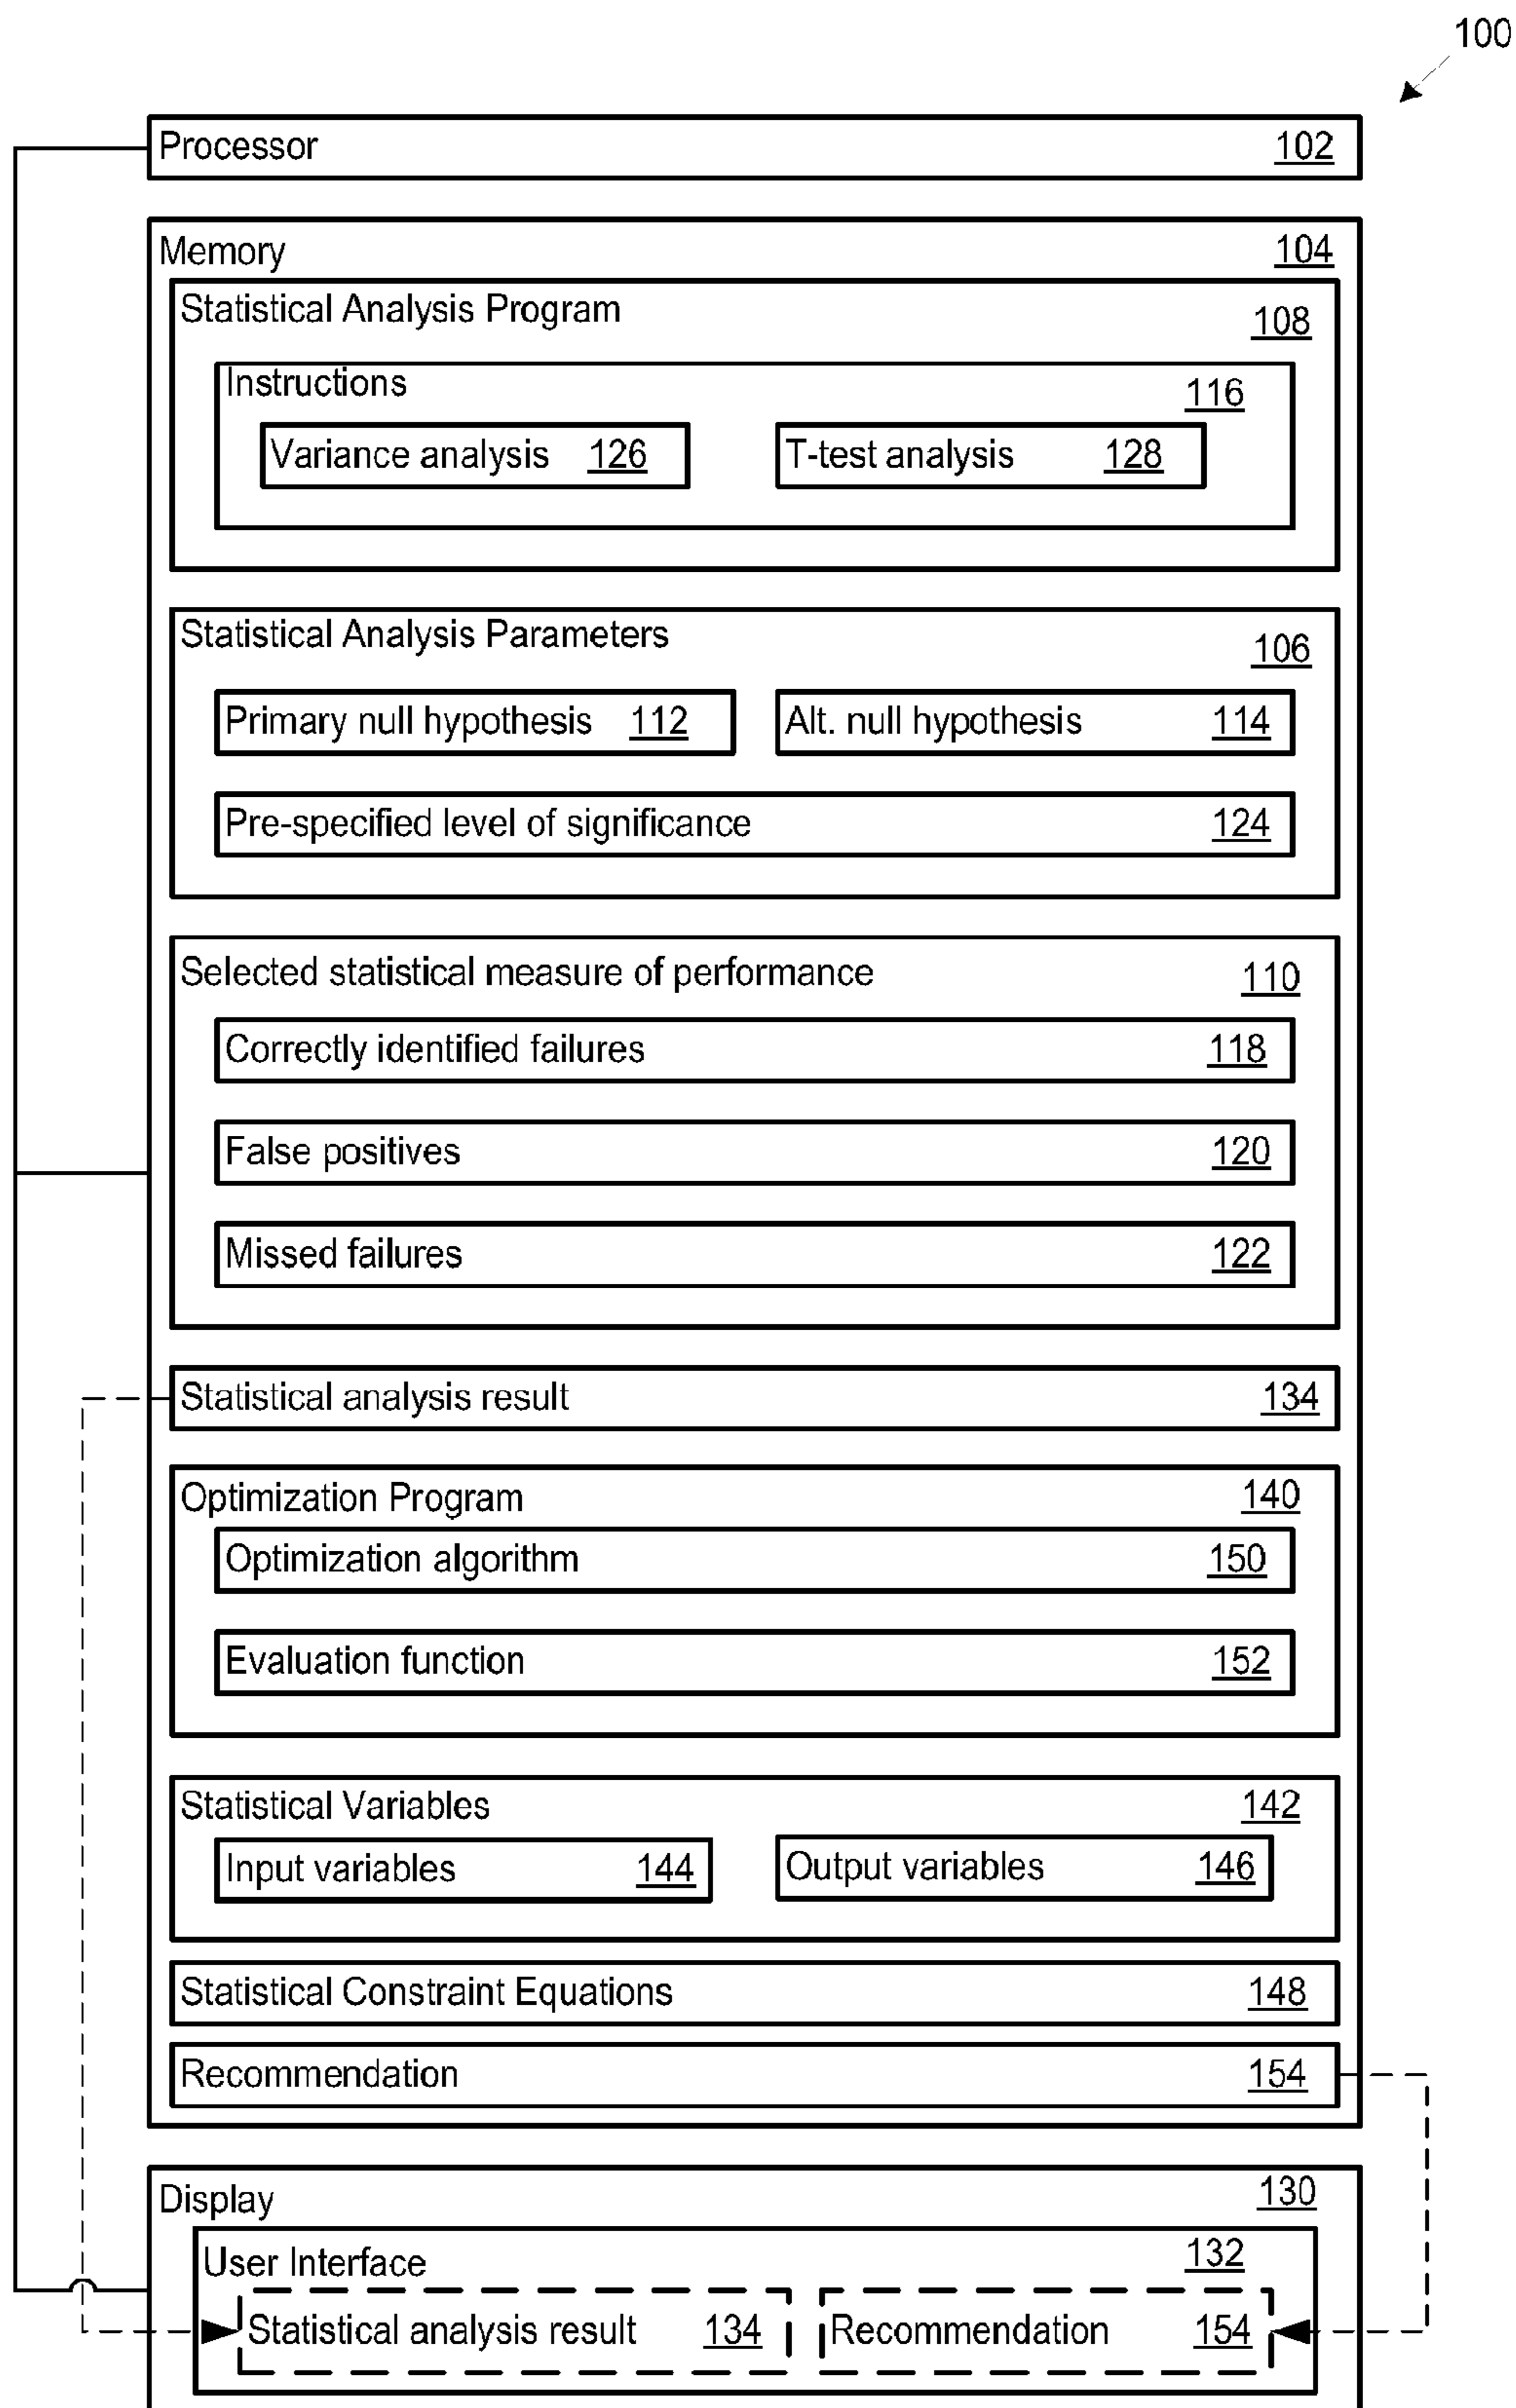 100
Processor 102
Memory 104
Statistical Analysis Program 108
Instructions 116
Variance analysis 126 T-test analysis 128
Statistical Analysis Parameters 106
Primary null hypothesis 112 Alt. null hypothesis 114
Pre-specified level of significance 124
Selected statistical measure of performance 110
Correctly identified failures 118
False positives 120
Missed failures 122
Statistical analysis result 134
Optimization Program 140
Optimization algorithm 150
Evaluation function 152
Statistical Variables 142
Input variables 144 Output variables 146
Statistical Constraint Equations 148
Recommendation 154
Display 130
User Interface 132
Statistical analysis result 134 Recommendation 154